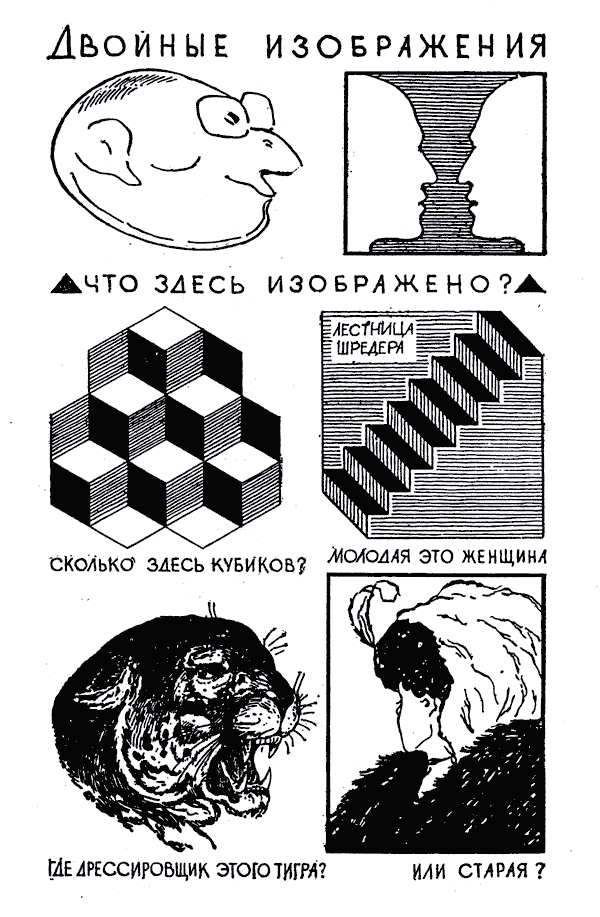 ДВОЙНЫЕ ИЗОБРАЖЕНИЯ
ЧТО ЗДЕСЬ ИЗОБРАЖЕНО?
ЛЕСТНИЦА
ШРЕДЕРА
СКОЛЬКО ЗДЕСЬ КУБИКОВ?
МОЛОДАЯ ЭТО ЖЕНЩИНА
ГДЕ ДРЕССИРОВЩИК ЭТОГО ТИГРА?
ИЛИ СТАРАЯ?